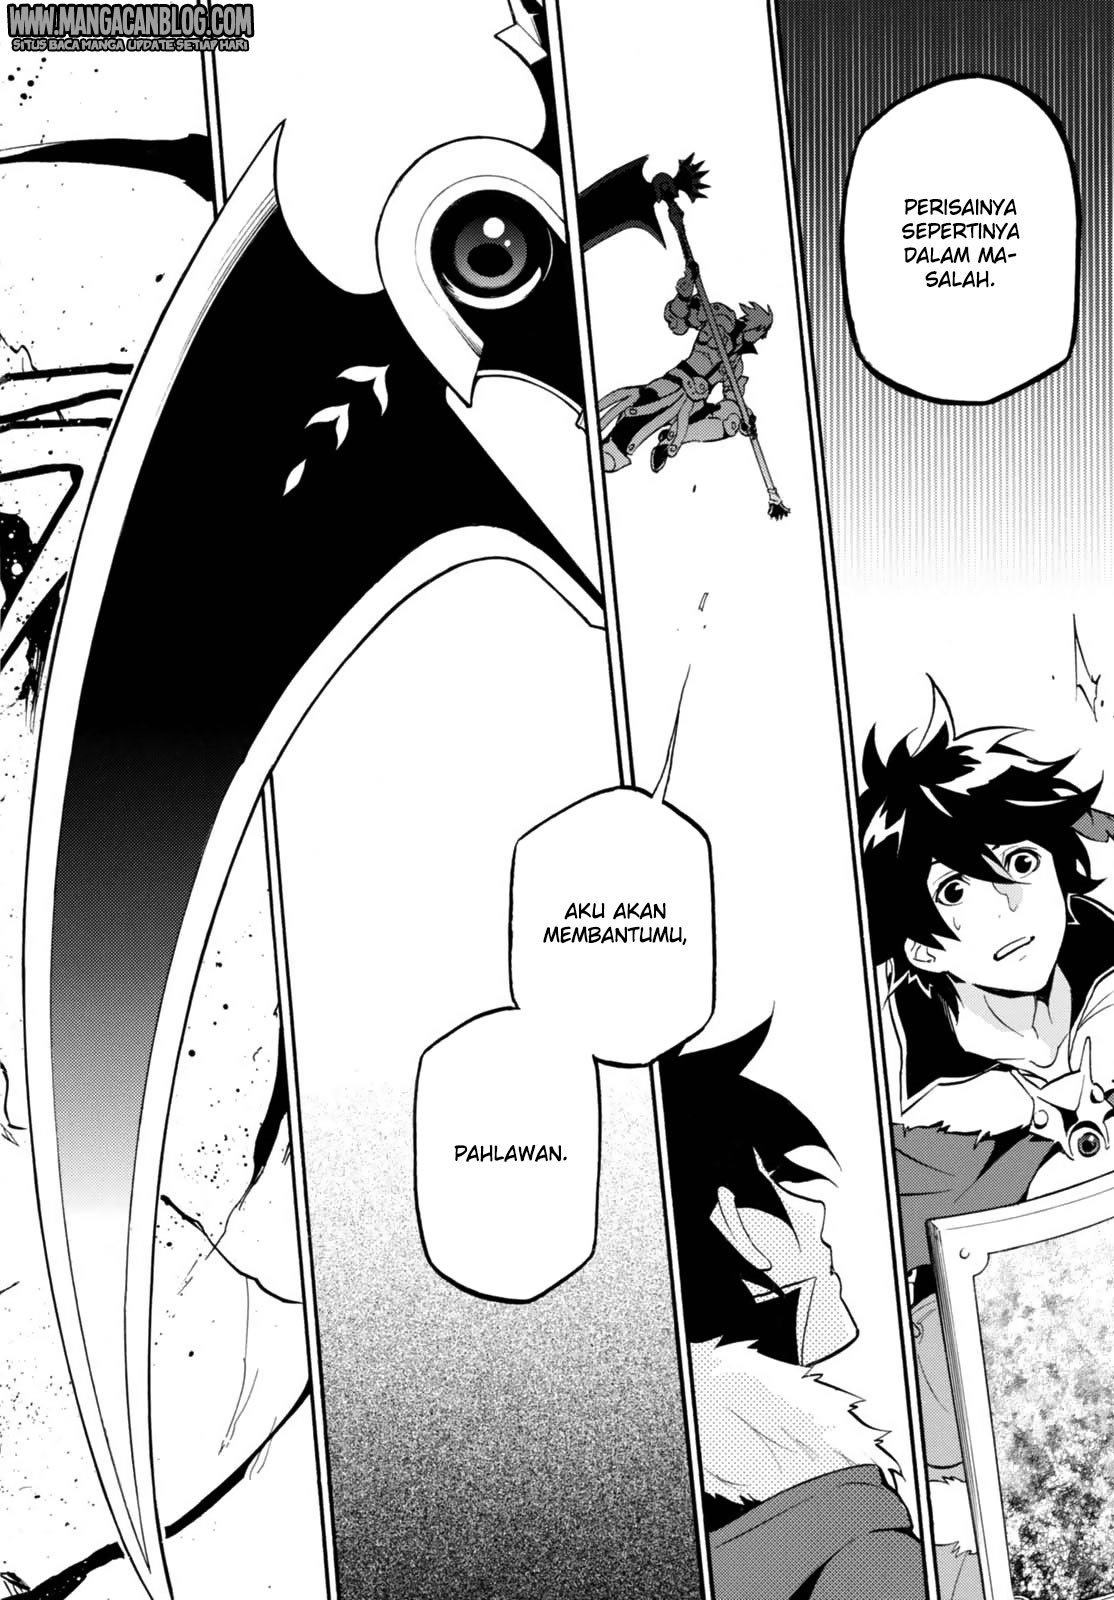 WWW.MANGACANBLOG.COM
SITUS BACA MANGA UPDATE SETIAP HARI
PERISAINYA
SEPERTINYA
DALAM MA-
SALAH.
AKU AKAN
MEMBANTUMU,
PAHLAWAN.